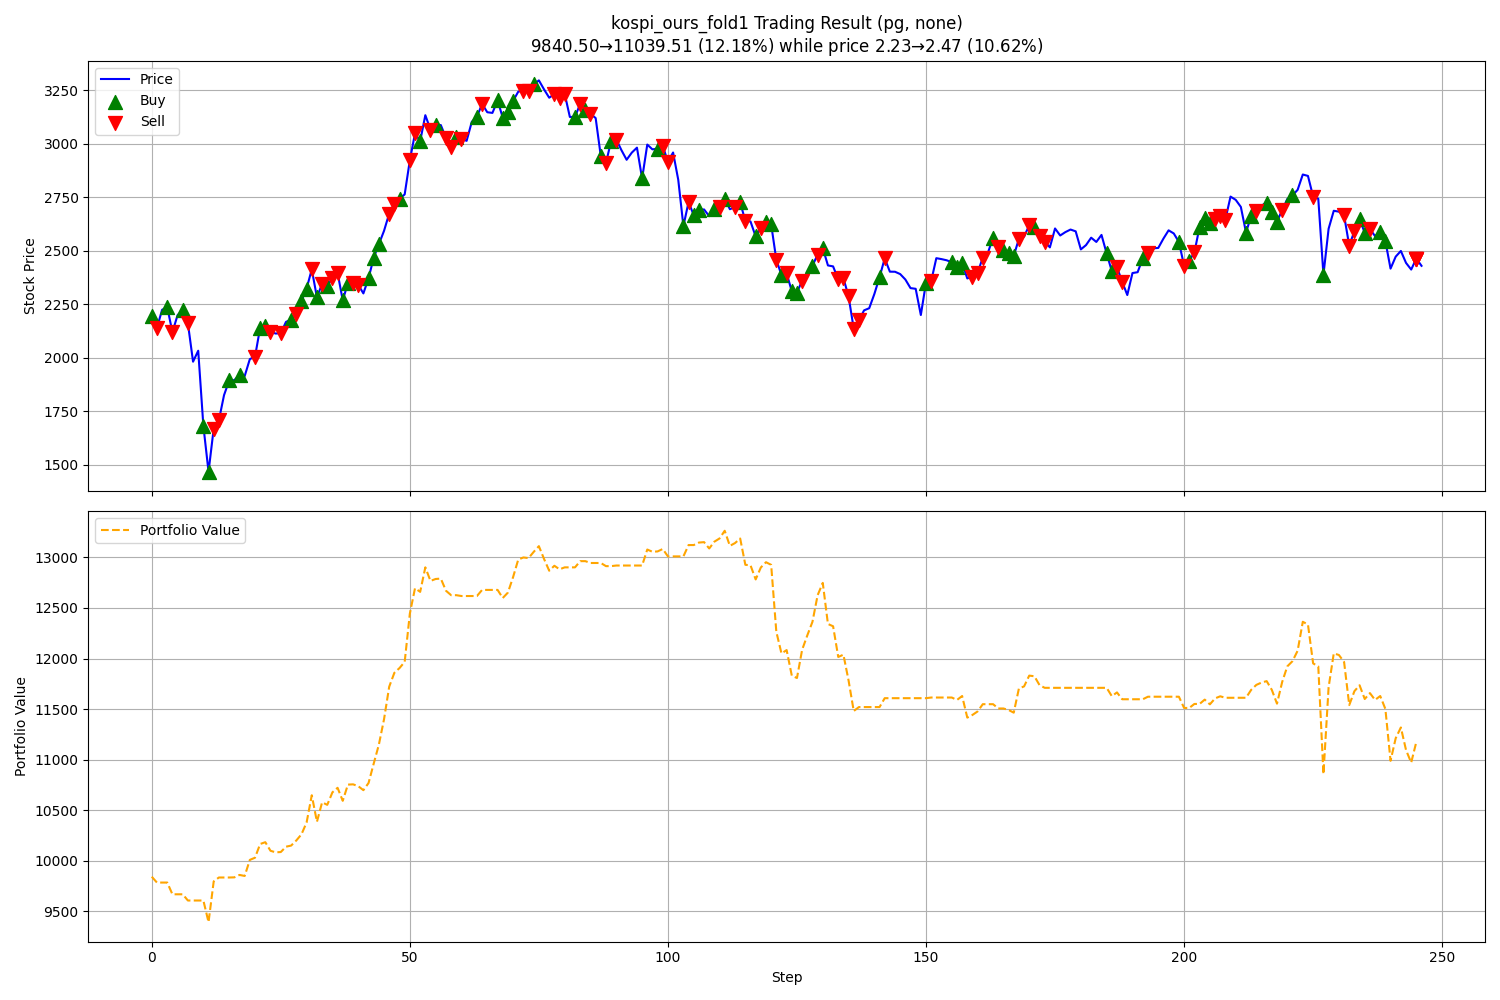 kospi_ours_fold1 Trading Result (pg, none)
9840.50→11039.51 (12.18%) while price 2.23→2.47 (10.62%)
Price
Buy
Sell
Stock Price
3250
3000
2750
2500
2250
2000
1750
1500
Portfolio Value
Portfolio Value
13000
12500
12000
11500
11000
10500
10000
9500
0
50
100
150
200
250
Step